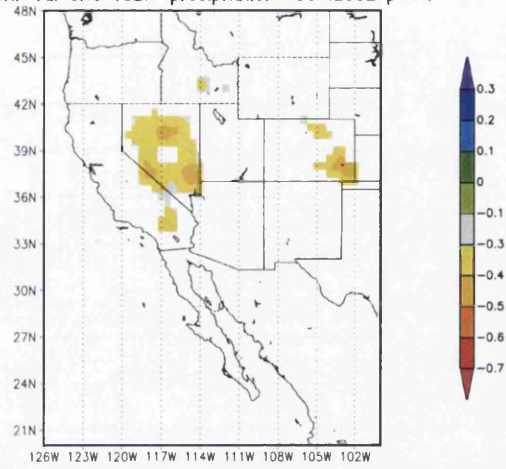 precipitation
48N
45N
42N
39N
36N
33N
30N
27N
24N
21N
126W 123W 120W 117W 114W 111W 108W 105W 102W
0.3
0.2
0.1
0
-0.1
-0.3
-0.4
-0.5
-0.6
-0.7